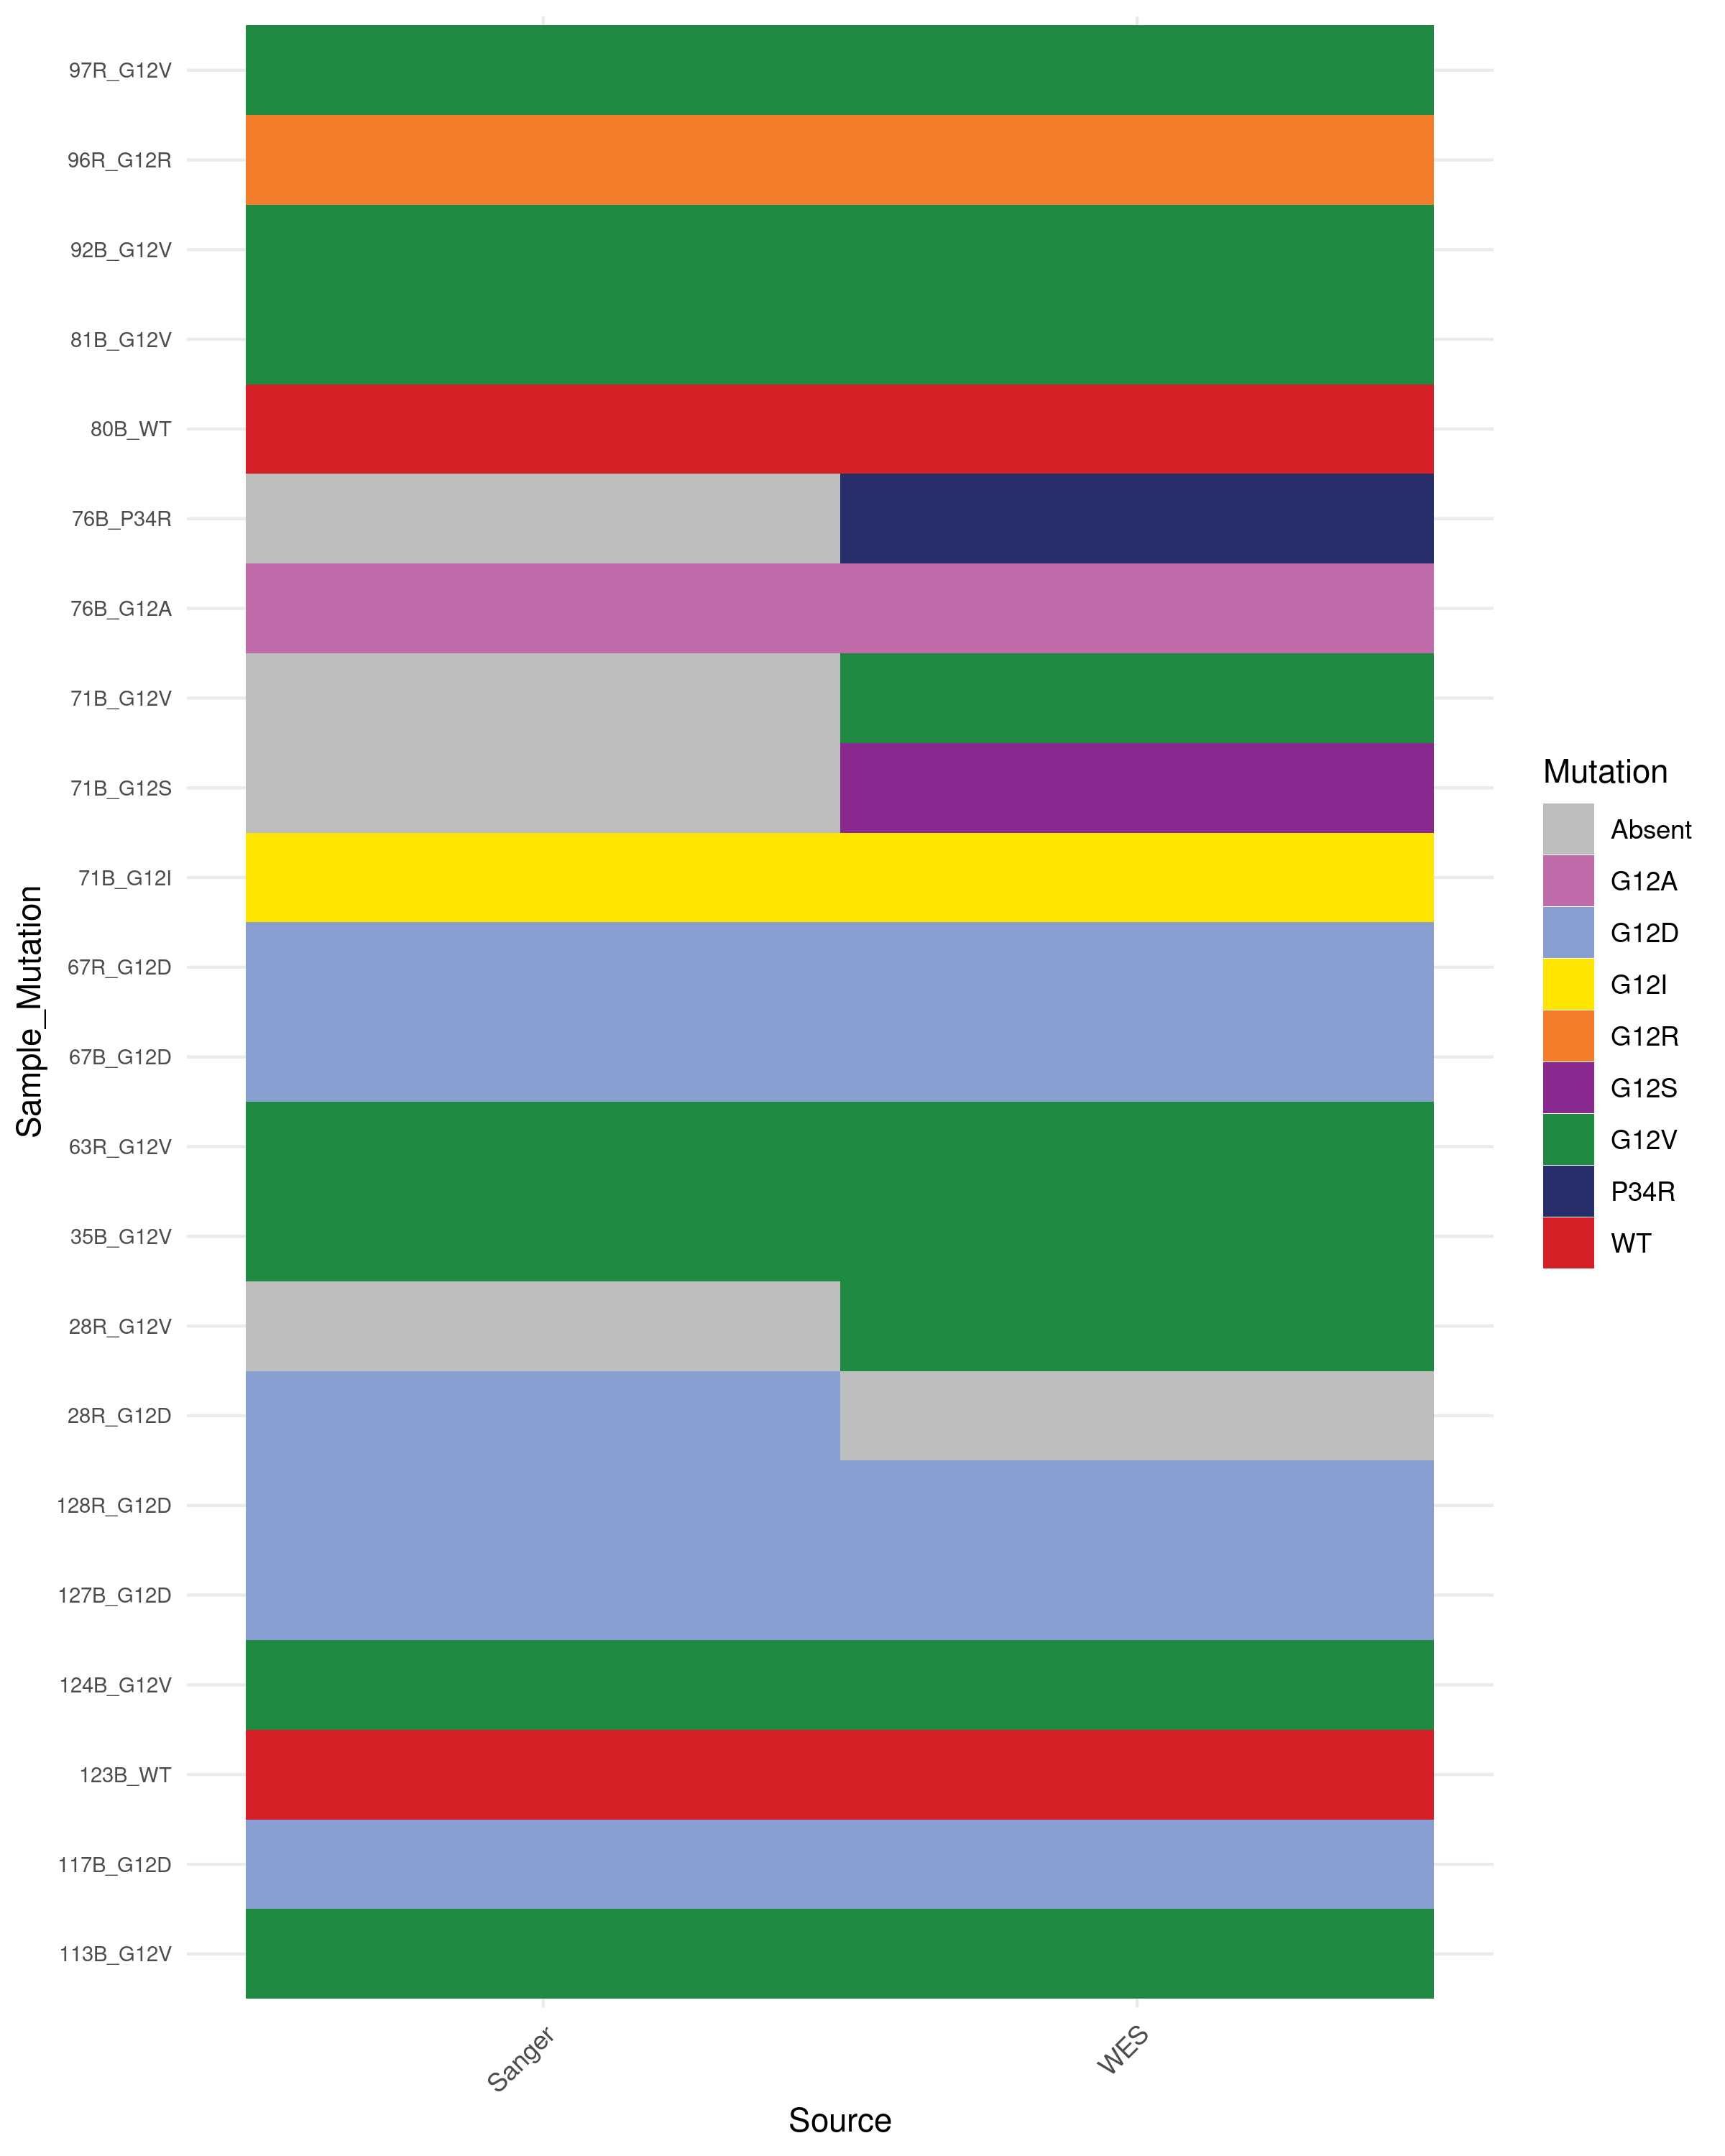 Sample_Mutation
97R_G12V
96R_G12R
92B_G12V
81B_G12V
80B_WT
76B_P34R
76B_G12A
71B_G12V
71B_G12S
71B_G12I
67R_G12D
67B_G12D
63R_G12V
35B_G12V
28R_G12V
28R_G12D
128R_G12D
127B_G12D
124B_G12V
123B_WT
117B_G12D
113B_G12V
Sanger
WES
Source
Mutation
Absent
G12A
G12D
G12I
G12R
G12S
G12V
P34R
WT